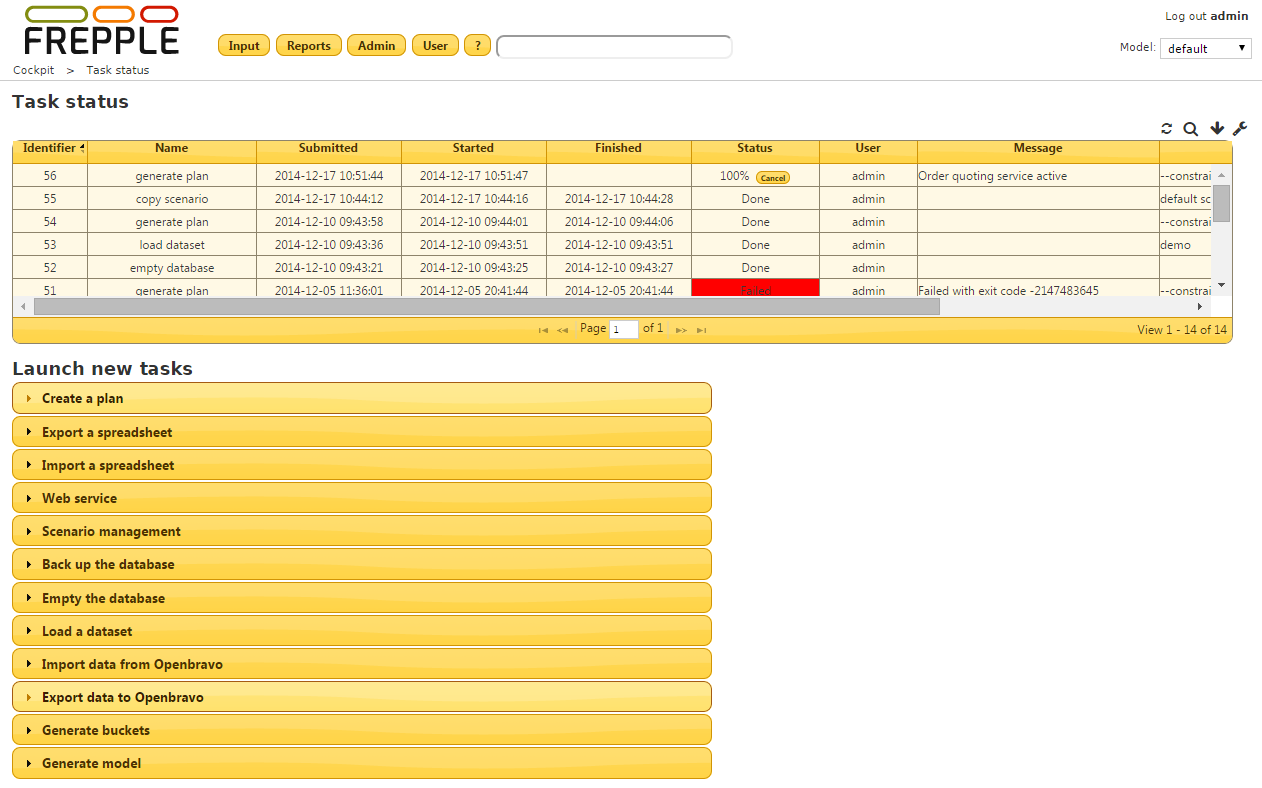 Log out admin
FREPPLE
Input Reports Admin User ?
Model: default
Cockpit > Task status
Task status
Identifier Name Submitted Started Finished Status User Message
56 generate plan 2014-12-17 10:51:44 2014-12-17 10:51:47 100% Cancel admin Order quoting service active --constrai
55 copy scenario 2014-12-17 10:44:12 2014-12-17 10:44:16 2014-12-17 10:44:28 Done admin default sc
54 generate plan 2014-12-10 09:43:58 2014-12-10 09:44:01 2014-12-10 09:44:06 Done admin --constrai
53 load dataset 2014-12-10 09:43:36 2014-12-10 09:43:51 2014-12-10 09:43:51 Done admin demo
52 empty database 2014-12-10 09:43:21 2014-12-10 09:43:25 2014-12-10 09:43:27 Done admin
51 generate plan 2014-12-05 11:36:01 2014-12-05 20:41:44 2014-12-05 20:41:44 Failed admin Failed with exit code -2147483645 --constrai
Page 1 of 1
View 1 - 14 of 14
Launch new tasks
Create a plan
Export a spreadsheet
Import a spreadsheet
Web service
Scenario management
Back up the database
Empty the database
Load a dataset
Import data from Openbravo
Export data to Openbravo
Generate buckets
Generate model